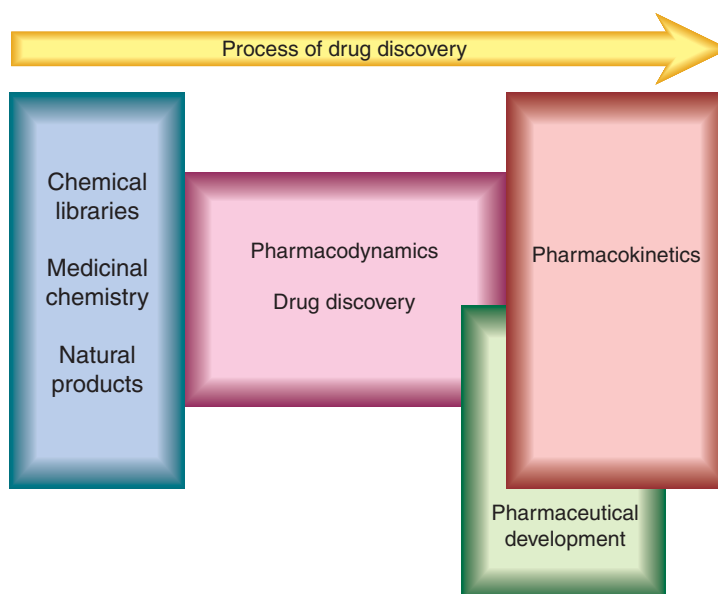 Process of drug discovery
Chemical
libraries
Medicinal
chemistry
Natural
products
Pharmacodynamics
Drug discovery
Pharmacokinetics
Pharmaceutical
development